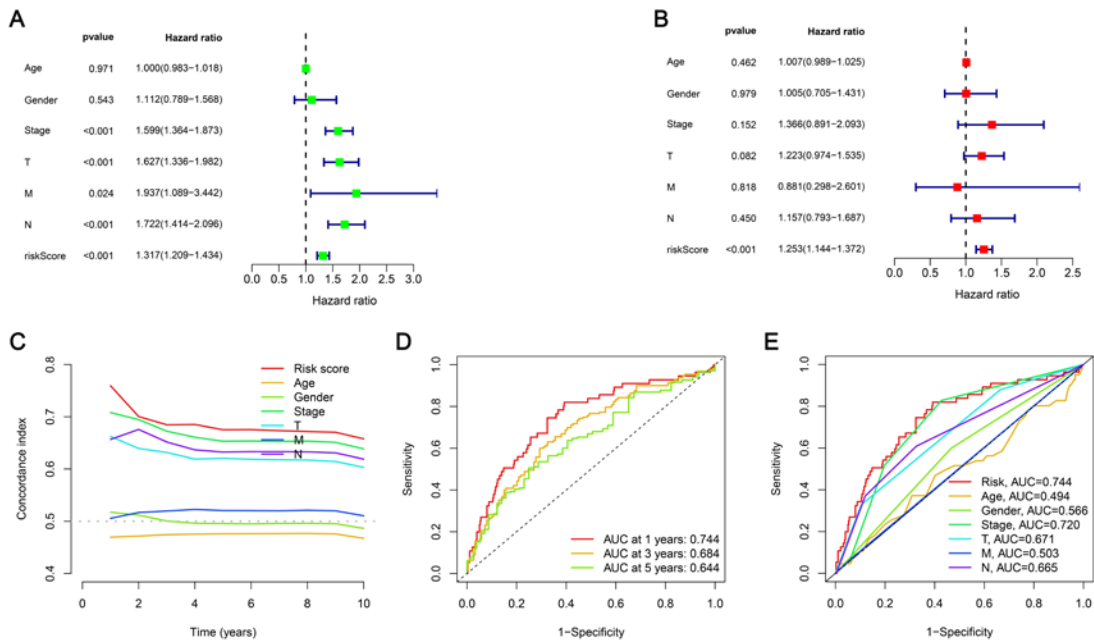 A
pvalue Hazard ratio
Age 0.971 1.000(0.983−1.018)
Gender 0.543 1.112(0.789−1.568)
Stage <0.001 1.599(1.364−1.873)
T <0.001 1.627(1.336−1.982)
M 0.024 1.937(1.089−3.442)
N <0.001 1.722(1.414−2.096)
riskScore <0.001 1.317(1.209−1.434)
0.0 0.5 1.0 1.5 2.0 2.5 3.0
Hazard ratio
B
pvalue Hazard ratio
Age 0.462 1.007(0.989−1.025)
Gender 0.979 1.005(0.705−1.431)
Stage 0.152 1.366(0.891−2.093)
T 0.082 1.223(0.974−1.535)
M 0.818 0.881(0.298−2.601)
N 0.450 1.157(0.793−1.687)
riskScore <0.001 1.253(1.144−1.372)
0.0 0.5 1.0 1.5 2.0 2.5
Hazard ratio
C
Concordance index
0.8
0.7
0.6
0.5
0.4
Risk score
Age
Gender
Stage
T
M
N
0 2 4 6 8 10
Time (years)
D
Sensitivity
1.0
0.8
0.6
0.4
0.2
0.0
AUC at 1 years: 0.744
AUC at 3 years: 0.684
AUC at 5 years: 0.644
0.0 0.2 0.4 0.6 0.8 1.0
1−Specificity
E
Sensitivity
1.0
0.8
0.6
0.4
0.2
0.0
Risk, AUC=0.744
Age, AUC=0.494
Gender, AUC=0.566
Stage, AUC=0.720
T, AUC=0.671
M, AUC=0.503
N, AUC=0.665
0.0 0.2 0.4 0.6 0.8 1.0
1−Specificity